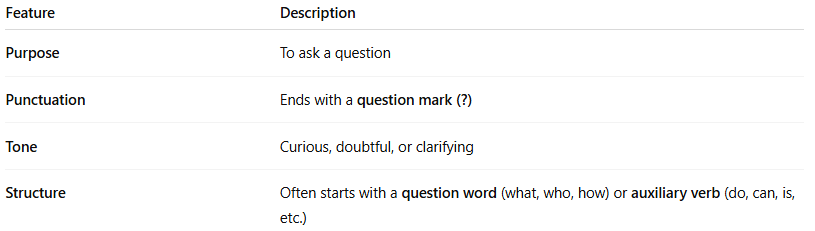 Feature Description
Purpose To ask a question
Punctuation Ends with a question mark (?)
Tone Curious, doubtful, or clarifying
Structure Often starts with a question word (what, who, how) or auxiliary verb (do, can, is,
etc.)